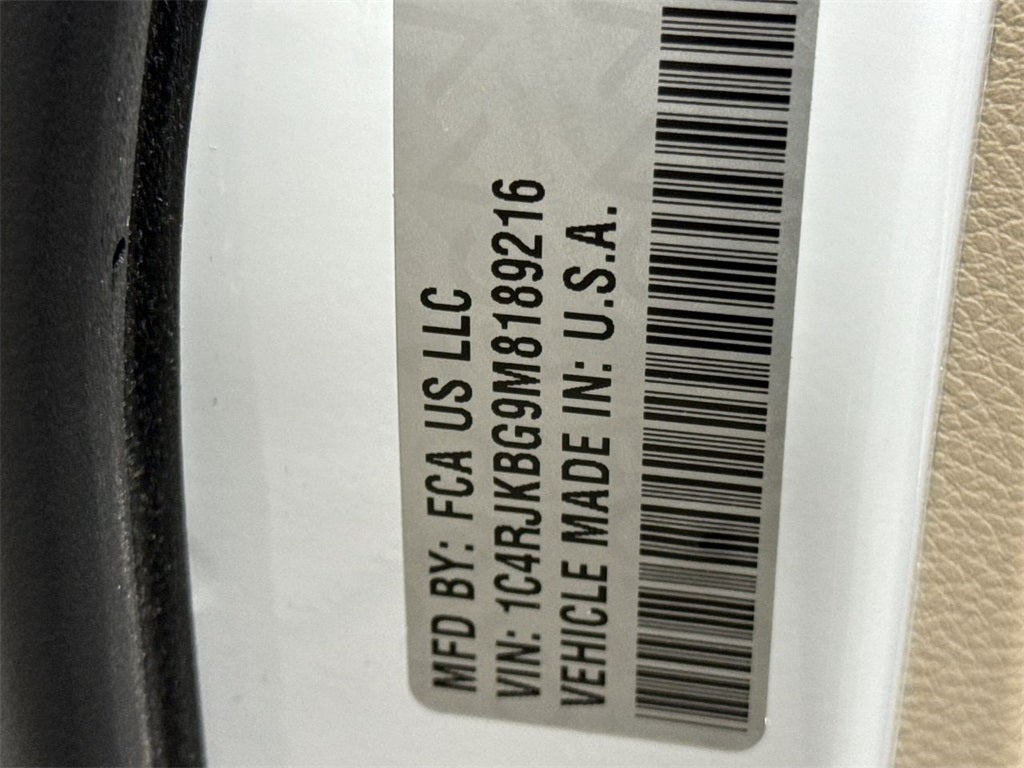 MFD BY: FCA US LLC
VIN: 1C4RJKBG9M8189216
VEHICLE MADE IN: U.S.A.